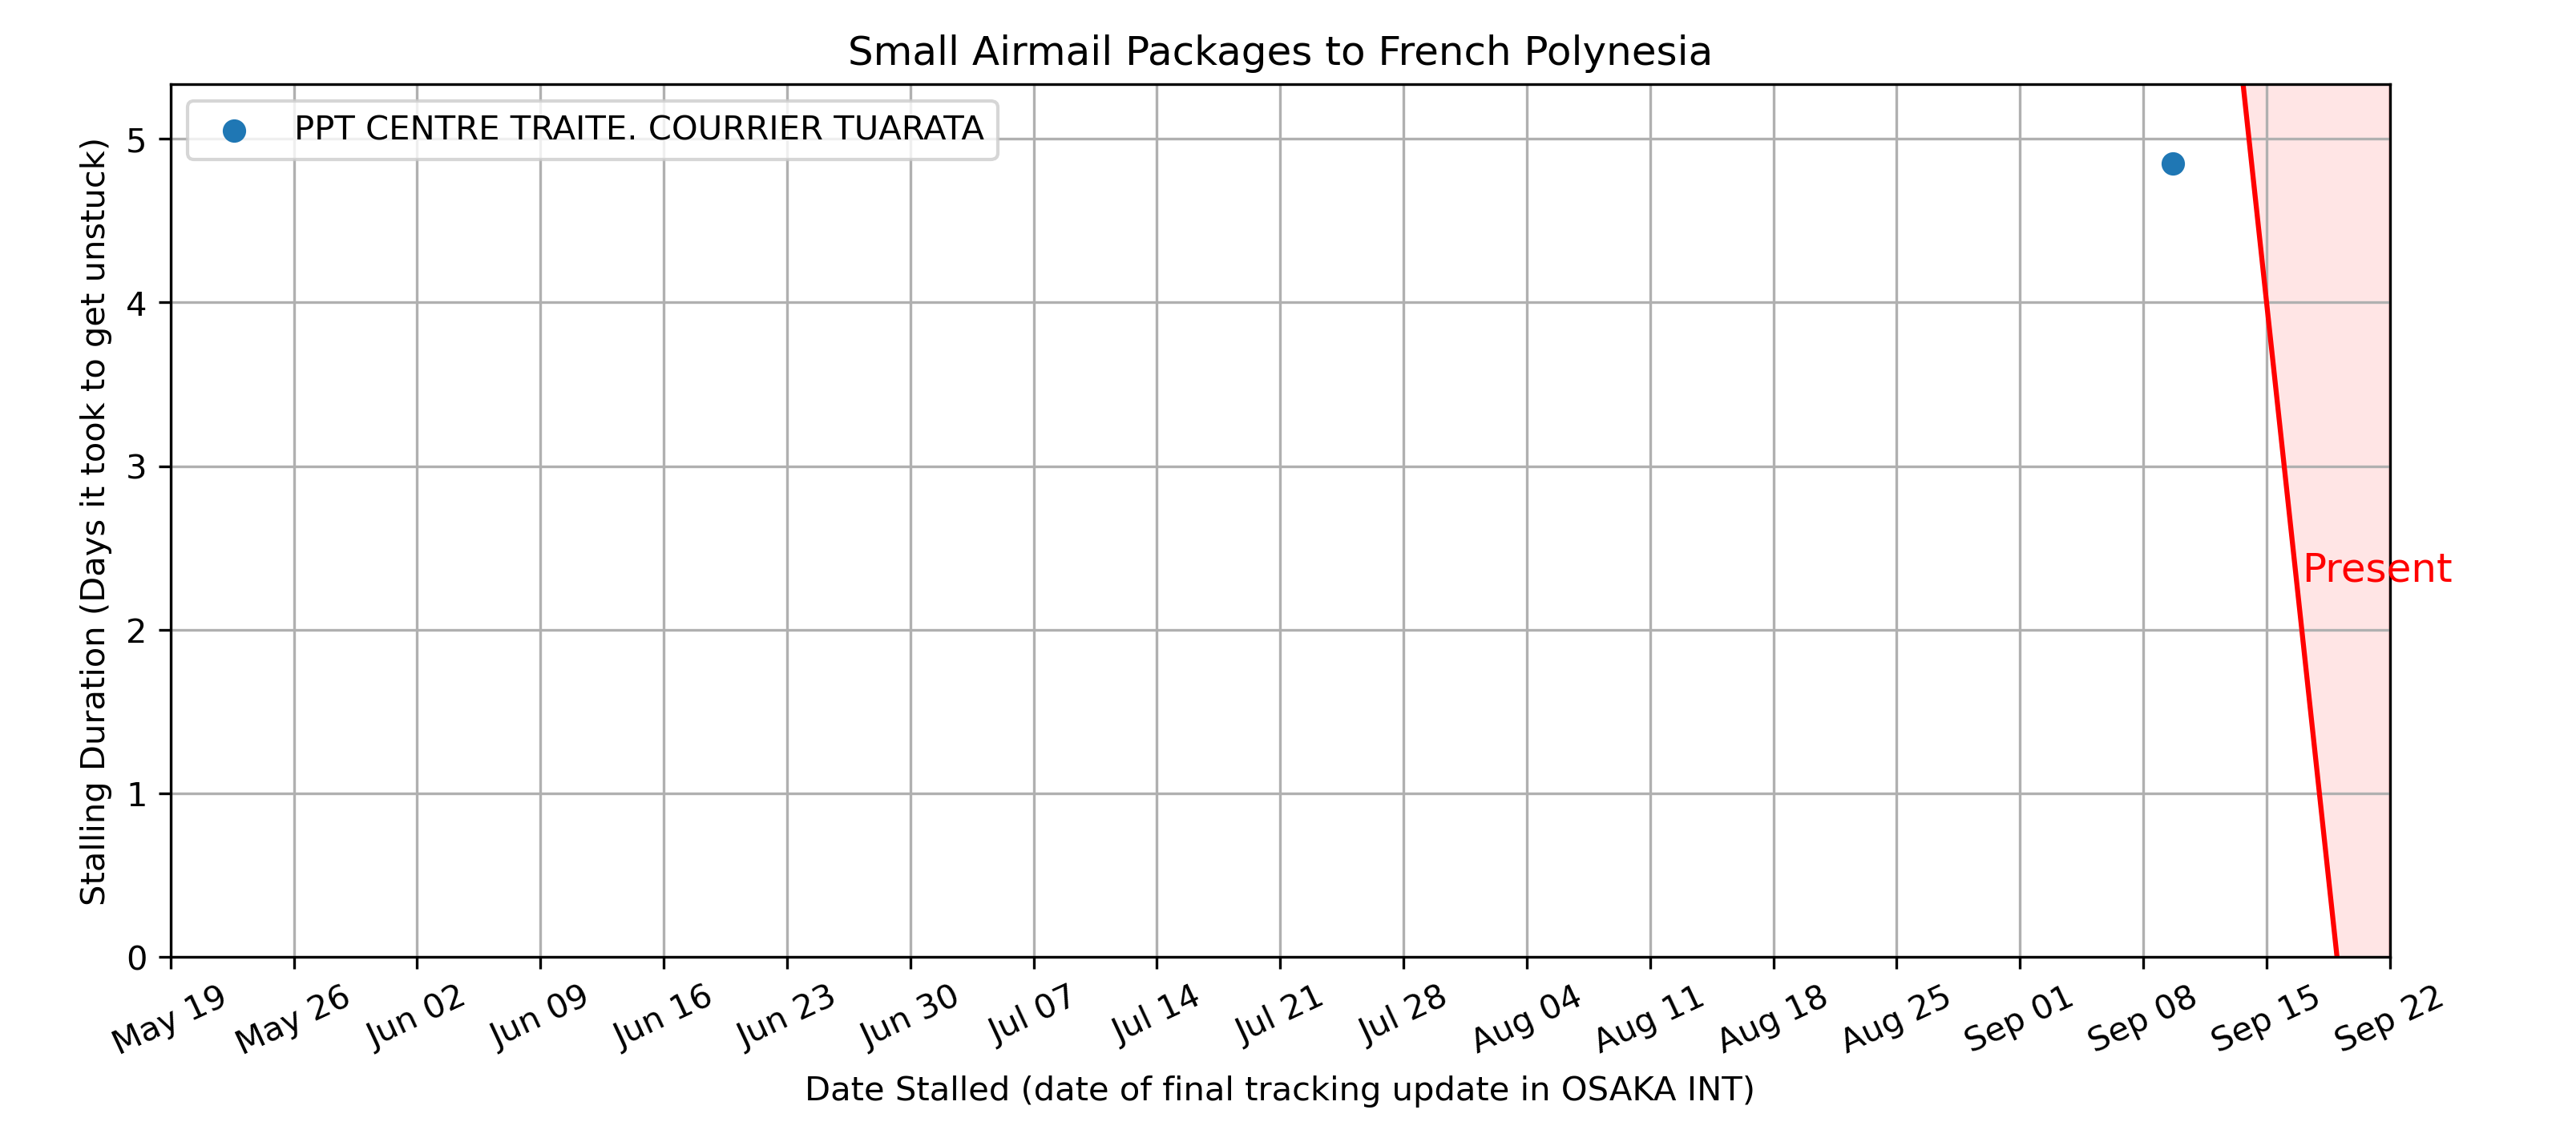 Small Airmail Packages to French Polynesia
PPT CENTRE TRAITE. COURRIER TUARATA
Stalling Duration (Days it took to get unstuck)
5
4
3
2
1
0
Present
May 19
May 26
Jun 02
Jun 09
Jun 16
Jun 23
Jun 30
Jul 07
Jul 14
Jul 21
Jul 28
Aug 04
Aug 11
Aug 18
Aug 25
Sep 01
Sep 08
Sep 15
Sep 22
Date Stalled (date of final tracking update in OSAKA INT)